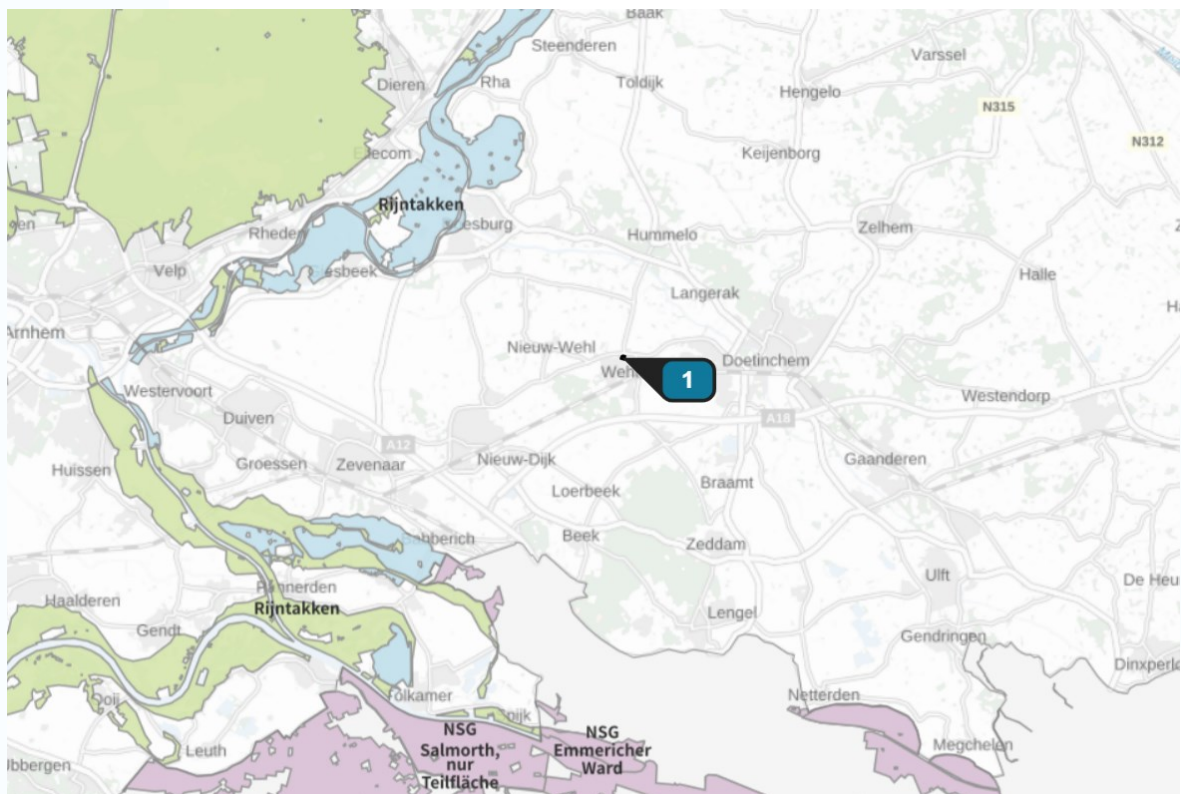 Baak
Steenderen
Varssel
Dieren
Rha
Toldijk
Hengelo
N315
N312
Keijenborg
Rijntakken
Rheden
Hummelo
Zelhem
Velp
Halle
Langerak
Arnhem
Nieuw-Wehl
Doetinchem
1
Westervoort
Westendorp
Duiven
A18
A12
Huissen
Groessen
Zevenaar
Nieuw-Dijk
Gaanderen
Loerbeek
Braamt
Beek
Zeddam
Ulft
Haalderen
Rijntakken
Lengel
Gendt
Gendringen
Netterden
NSG
Salmorth,
nur
Teilfläche
NSG
Emmericher
Ward
Leuth
Megchelen